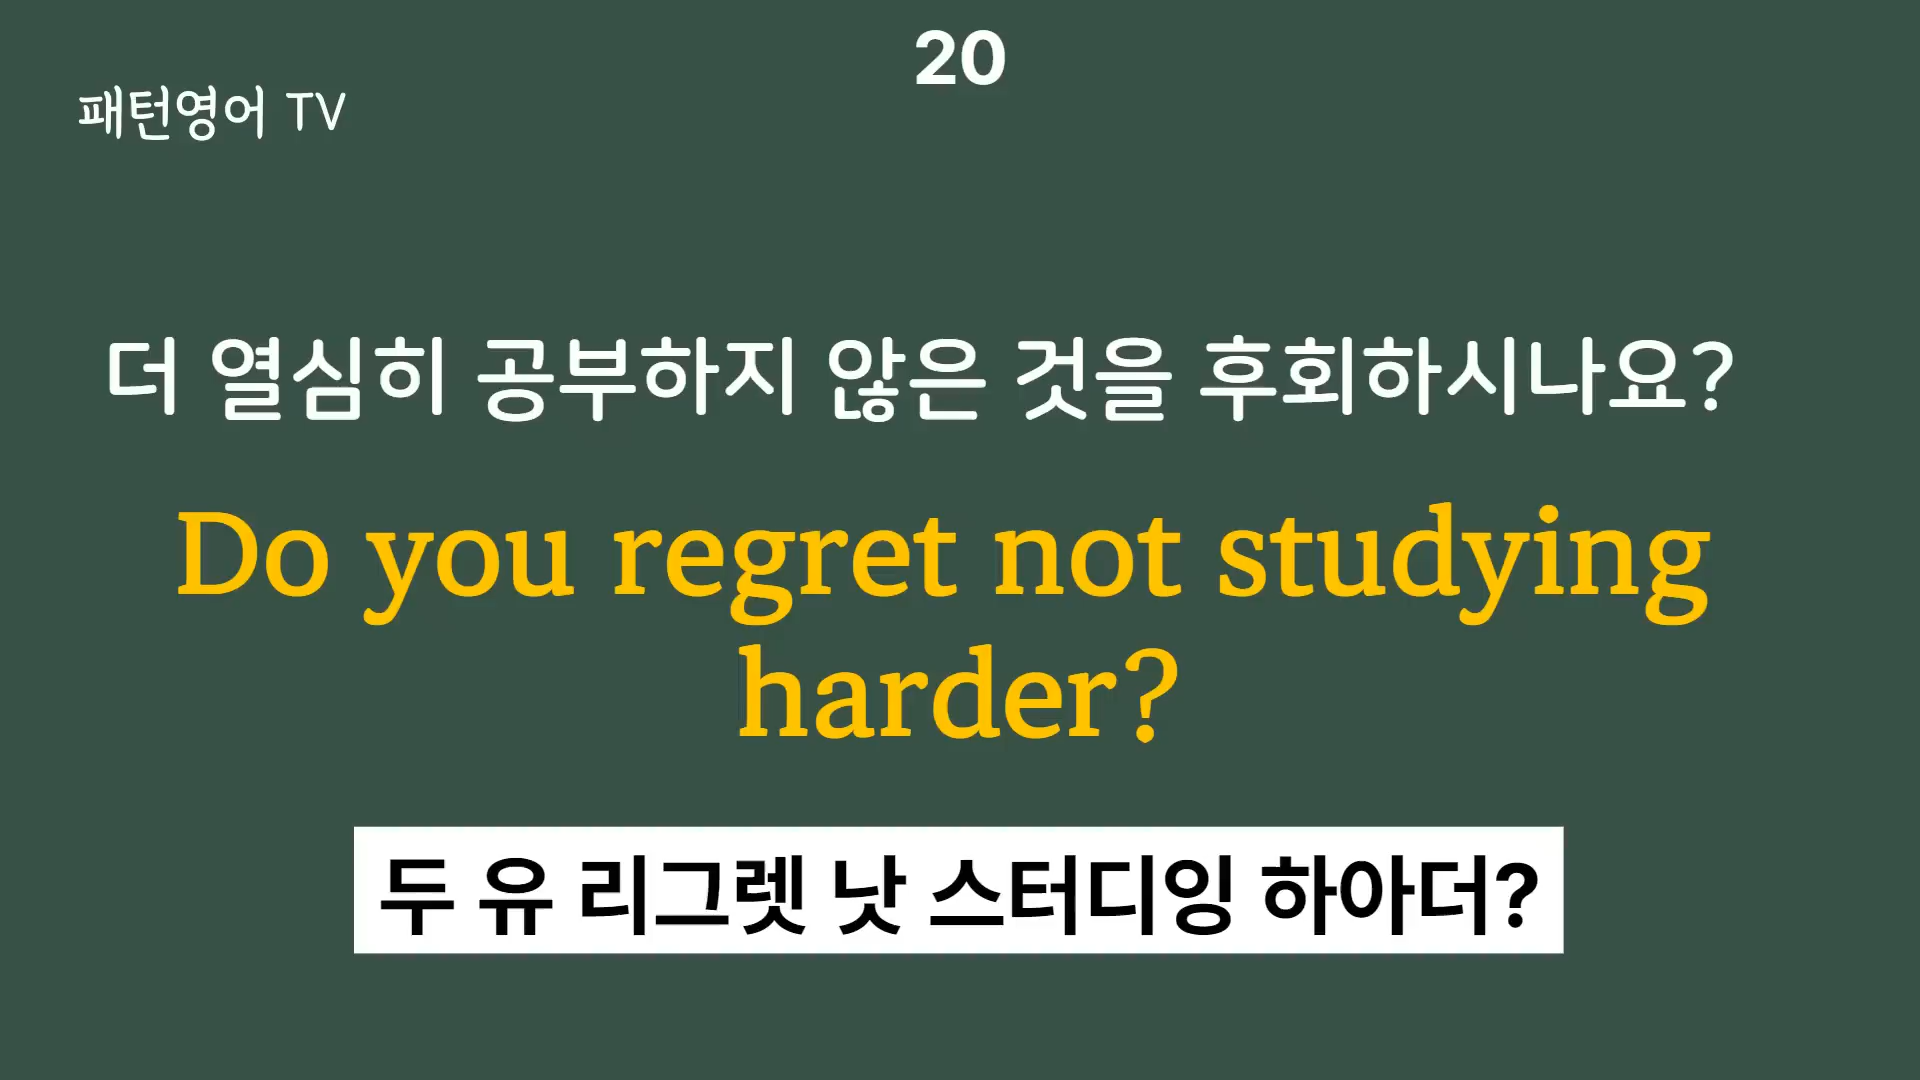 20
패턴영어 TV
더 열심히 공부하지 않은 것을 후회하시나요?
Do you regret not studying
harder?
두 유 리그렛 낫 스터디잉 하아더?